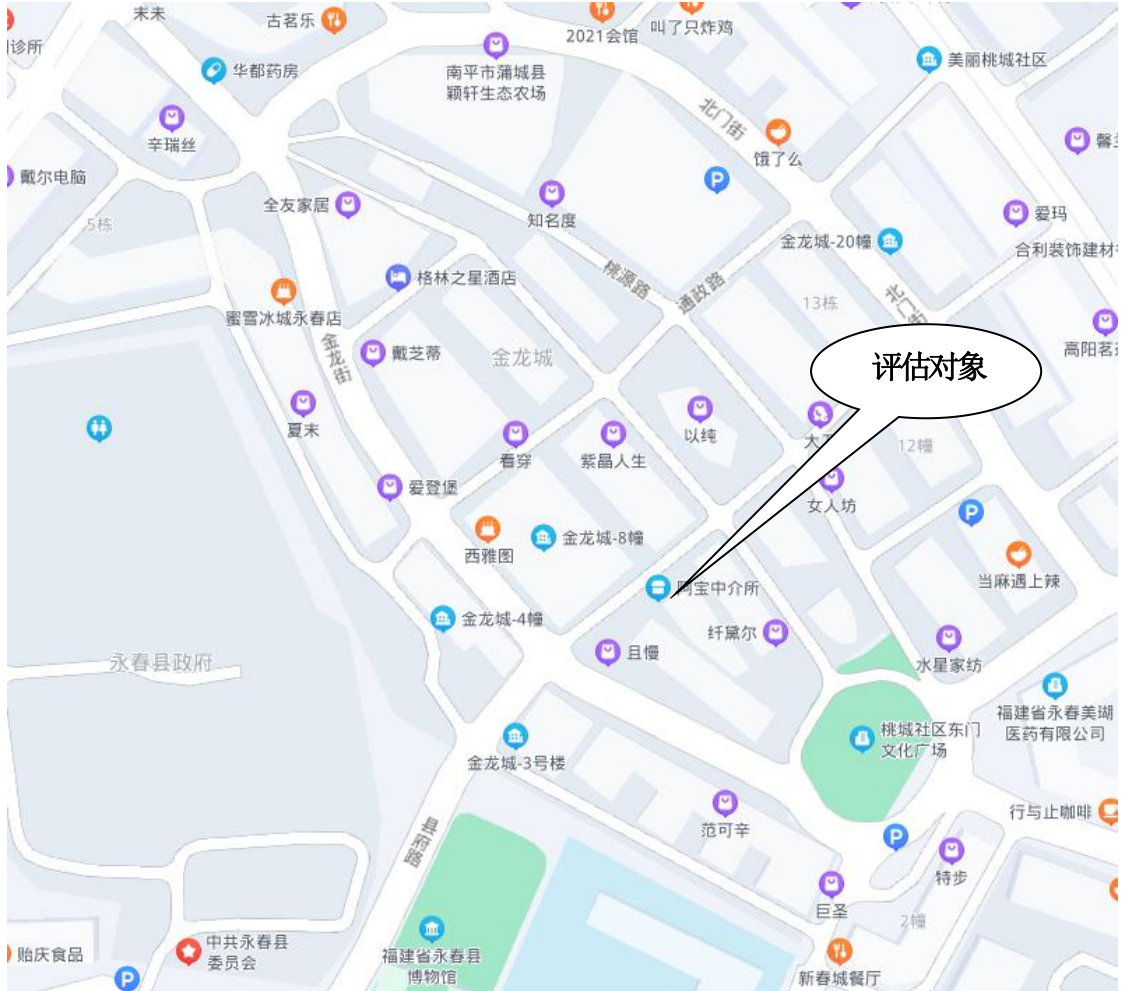 末末
古茗乐
2021会馆
叫了只炸鸡
诊所
华都药房
南平市蒲城县
颖轩生态农场
美丽桃城社区
北门街
辛瑞丝
饿了么
戴尔电脑
P
全友家居
知名度
爱玛
5栋
金龙城-20幢
合利装饰建材
格林之星酒店
桃源路
通政路
13栋
北门街
蜜雪冰城永春店
金龙街
戴芝蒂
金龙城
评估对象
高阳茗
夏末
看穿
紫晶人生
以纯
12幢
爱登堡
女人坊
P
西雅图
金龙城-8幢
当麻遇上辣
阿宝中介所
金龙城-4幢
纤黛尔
且慢
水星家纺
永春县政府
福建省永春美瑚
医药有限公司
桃城社区东门
文化广场
金龙城-3号楼
范可辛
行与止咖啡
县府路
P
特步
巨圣
2幢
中共永春县
委员会
贻庆食品
福建省永春县
博物馆
新春城餐厅
P